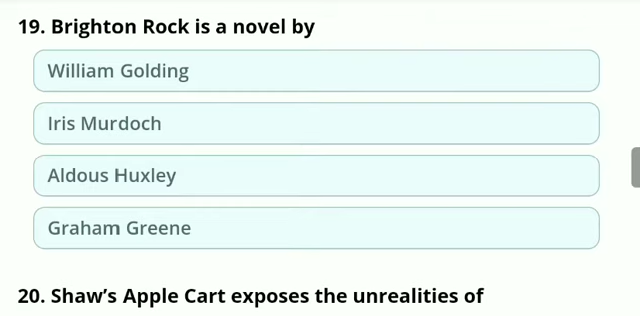 19. Brighton Rock is a novel by
William Golding
Iris Murdoch
Aldous Huxley
Graham Greene
20. Shaw’s Apple Cart exposes the unrealities of